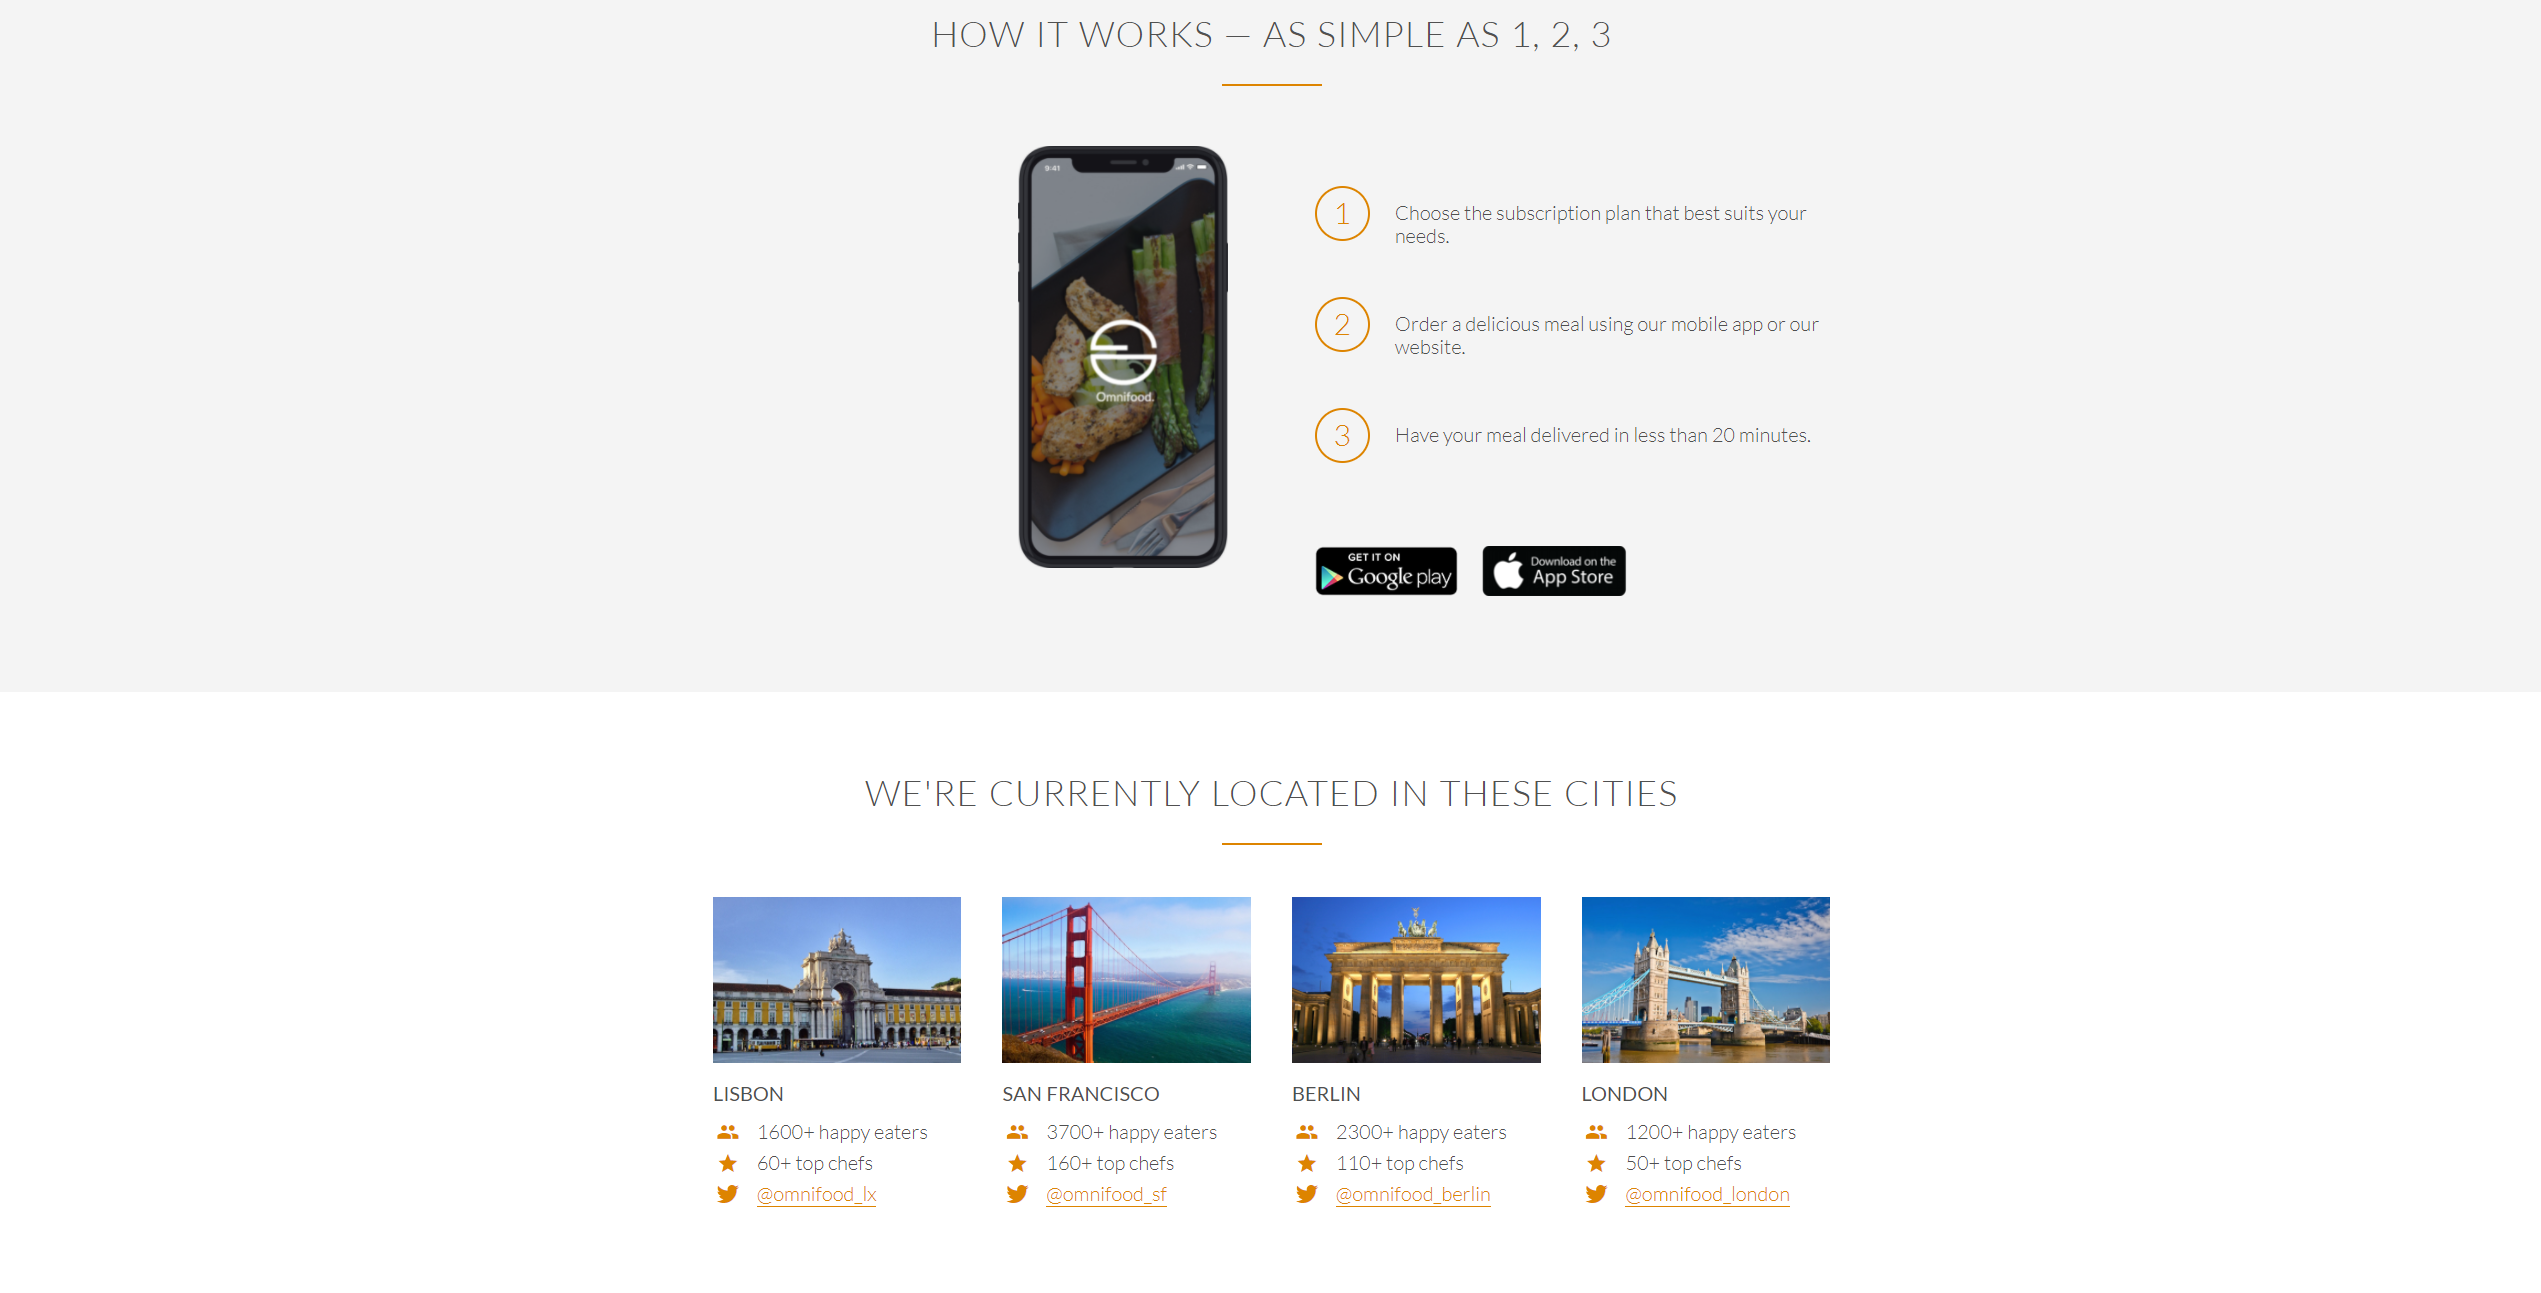 HOW IT WORKS — AS SIMPLE AS 1, 2, 3
9:41
Omnifood.
1
Choose the subscription plan that best suits your
needs.
2
Order a delicious meal using our mobile app or our
website.
3
Have your meal delivered in less than 20 minutes.
GET IT ON
Google play
Download on the
App Store
WE'RE CURRENTLY LOCATED IN THESE CITIES
LISBON
1600+ happy eaters
60+ top chefs
@omnifood_lx
SAN FRANCISCO
3700+ happy eaters
160+ top chefs
@omnifood_sf
BERLIN
2300+ happy eaters
110+ top chefs
@omnifood_berlin
LONDON
1200+ happy eaters
50+ top chefs
@omnifood_london